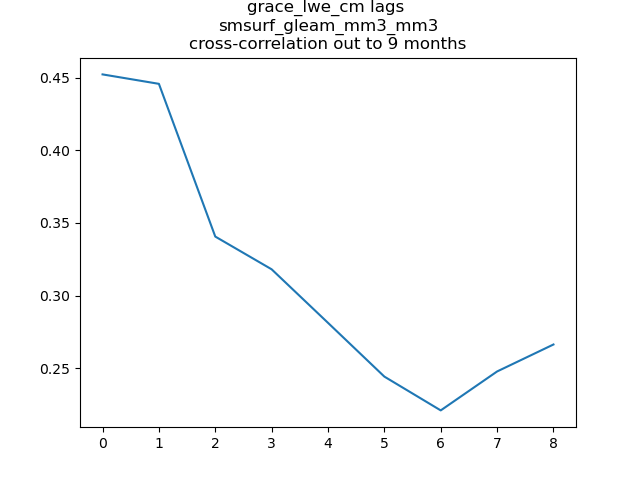 grace_lwe_cm lags
smsurf_gleam_mm3_mm3
cross-correlation out to 9 months
0.45
0.40
0.35
0.30
0.25
0 1 2 3 4 5 6 7 8